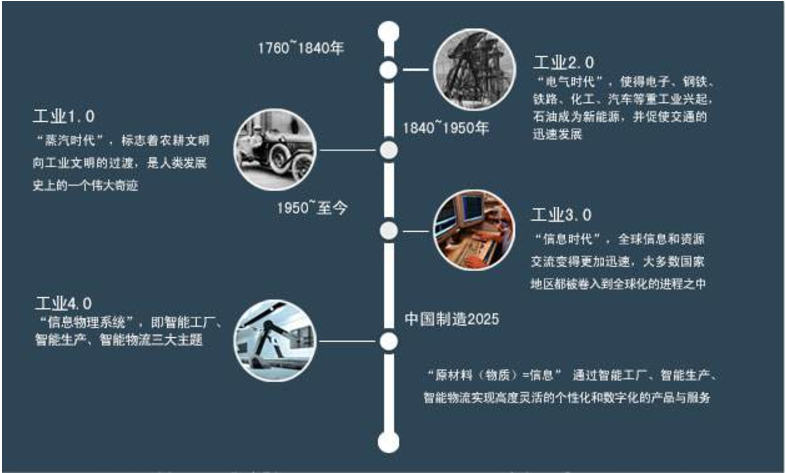 1760~1840年
工业2.0
“电气时代”，使得电子、钢铁、
铁路、化工、汽车等重工业兴起，
石油成为新能源，并促使交通的
迅速发展
工业1.0
“蒸汽时代”，标志着农耕文明
向工业文明的过渡，是人类发展
史上的一个伟大奇迹
1840~1950年
1950~至今
工业3.0
“信息时代”，全球信息和资源
交流变得更加迅速，大多数国家
地区都被卷入到全球化的进程之中
工业4.0
“信息物理系统”，即智能工厂、
智能生产、智能物流三大主题
中国制造2025
“原材料（物质）=信息” 通过智能工厂、智能生产、
智能物流实现高度灵活的个性化和数字化的产品与服务